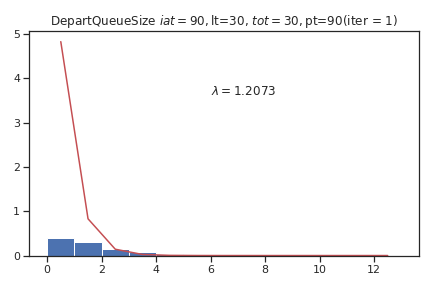 DepartQueueSize iat = 90,lt=30, tot = 30,pt=90(iter = 1)
5
4
λ = 1.2073
3
2
1
0
0 2 4 6 8 10 12